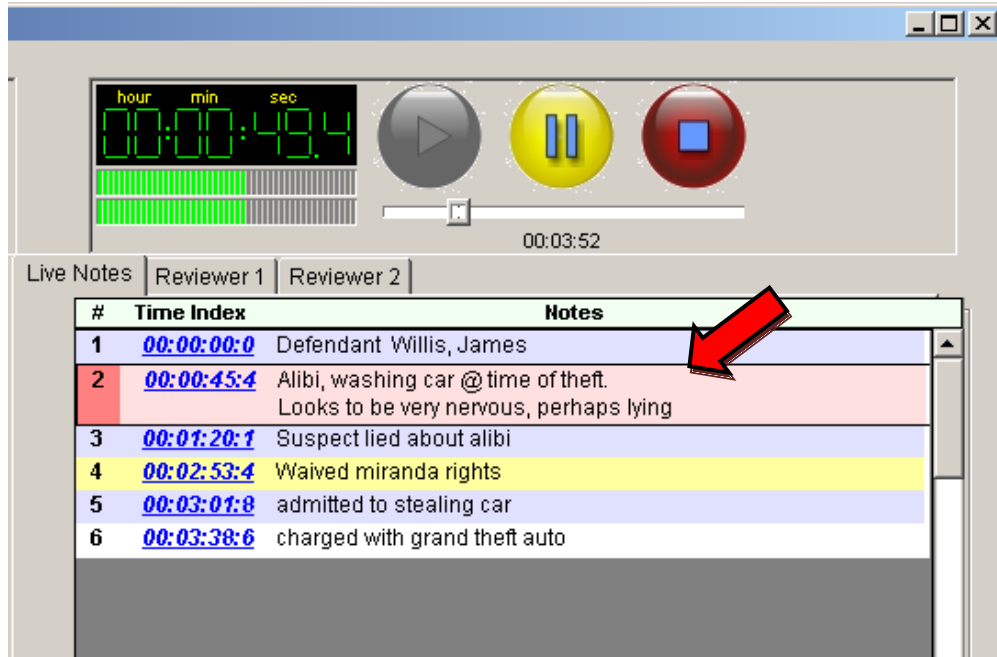 hour min sec
00:00:49.4
00:03:52
Live Notes Reviewer 1 Reviewer 2
# Time Index Notes
1 00:00:00:0 Defendant Willis, James
2 00:00:45:4 Alibi, washing car @ time of theft.
Looks to be very nervous, perhaps lying
3 00:01:20:1 Suspect lied about alibi
4 00:02:53:4 Waived miranda rights
5 00:03:01:8 admitted to stealing car
6 00:03:38:6 charged with grand theft auto